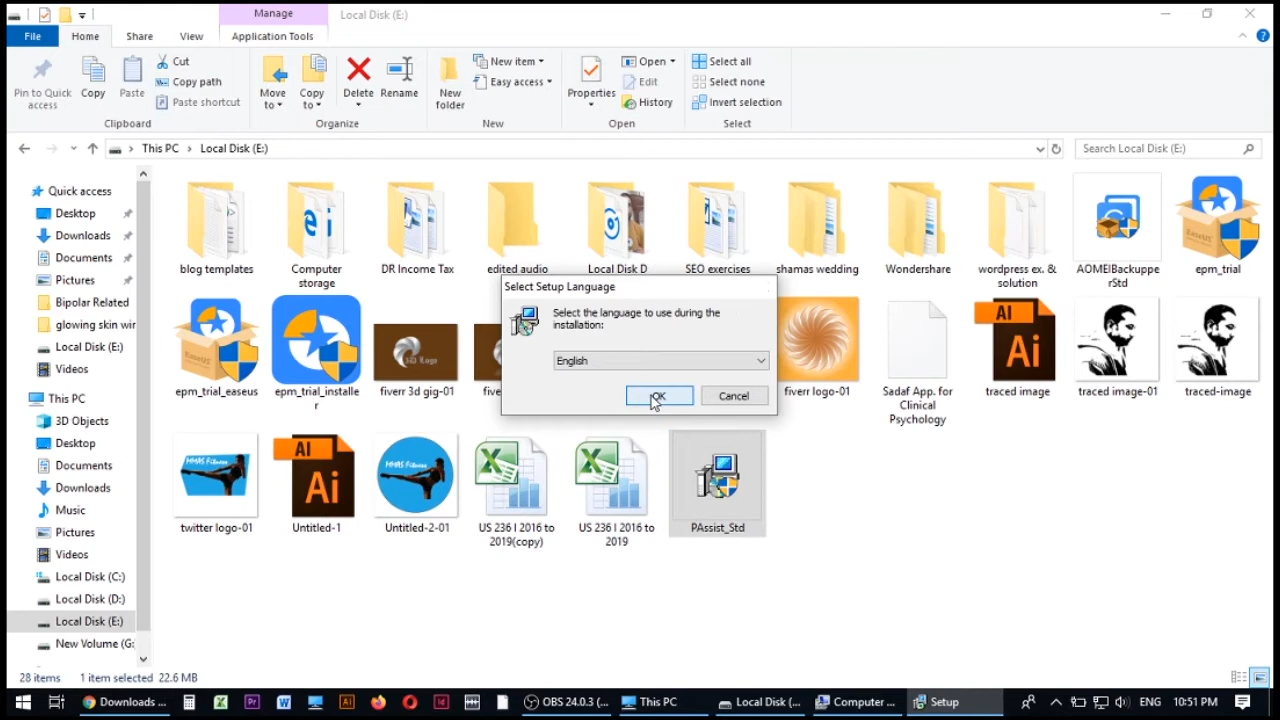 Manage
Local Disk (E:)
File
Home
Share
View
Application Tools
Pin to Quick access
Copy
Paste
Cut
Copy path
Paste shortcut
Clipboard
Move to
Copy to
Delete
Rename
Organize
New folder
New item
Easy access
New
Properties
Open
Edit
History
Open
Select all
Select none
Invert selection
Select
This PC
Local Disk (E:)
Search Local Disk (E:)
Quick access
Desktop
Downloads
Documents
Pictures
Bipolar Related
glowing skin wir
Local Disk (E:)
Videos
This PC
3D Objects
Desktop
Documents
Downloads
Music
Pictures
Videos
Local Disk (C:)
Local Disk (D:)
Local Disk (E:)
New Volume (G:
blog templates
Computer storage
DR Income Tax
edited audio
Local Disk D
SEO exercises
shamas wedding
Wondershare
wordpress ex. & solution
AOMEIBackupperStd
epm_trial
epm_trial_easeus
epm_trial_installer
fiverr 3d gig-01
fiverr logo-01
Sadaf App. for Clinical Psychology
traced image
traced image-01
traced-image
twitter logo-01
Untitled-1
Untitled-2-01
US 236 I 2016 to 2019(copy)
US 236 I 2016 to 2019
PAssist_Std
Select Setup Language
Select the language to use during the
installation:
English
OK
Cancel
28 items
1 item selected 22.6 MB
Downloads ...
OBS 24.0.3 (...
This PC
Local Disk (...
Computer ...
Setup
ENG
10:51 PM